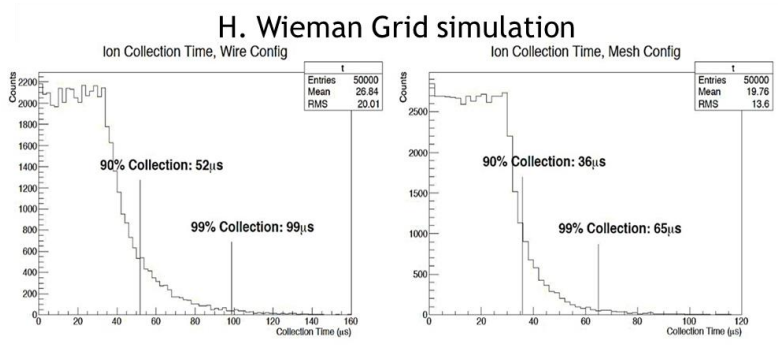 H. Wieman Grid simulation
Ion Collection Time, Wire Config
Counts
2200
2000
1800
1600
1400
1200
1000
800
600
400
200
0
t
Entries 50000
Mean 26.84
RMS 20.01
90% Collection: 52μs
99% Collection: 99μs
0 20 40 60 80 100 120 140 160
Collection Time (μs)
Ion Collection Time, Mesh Config
Counts
2500
2000
1500
1000
500
0
t
Entries 50000
Mean 19.76
RMS 13.6
90% Collection: 36μs
99% Collection: 65μs
0 20 40 60 80 100 120
Collection Time (μs)